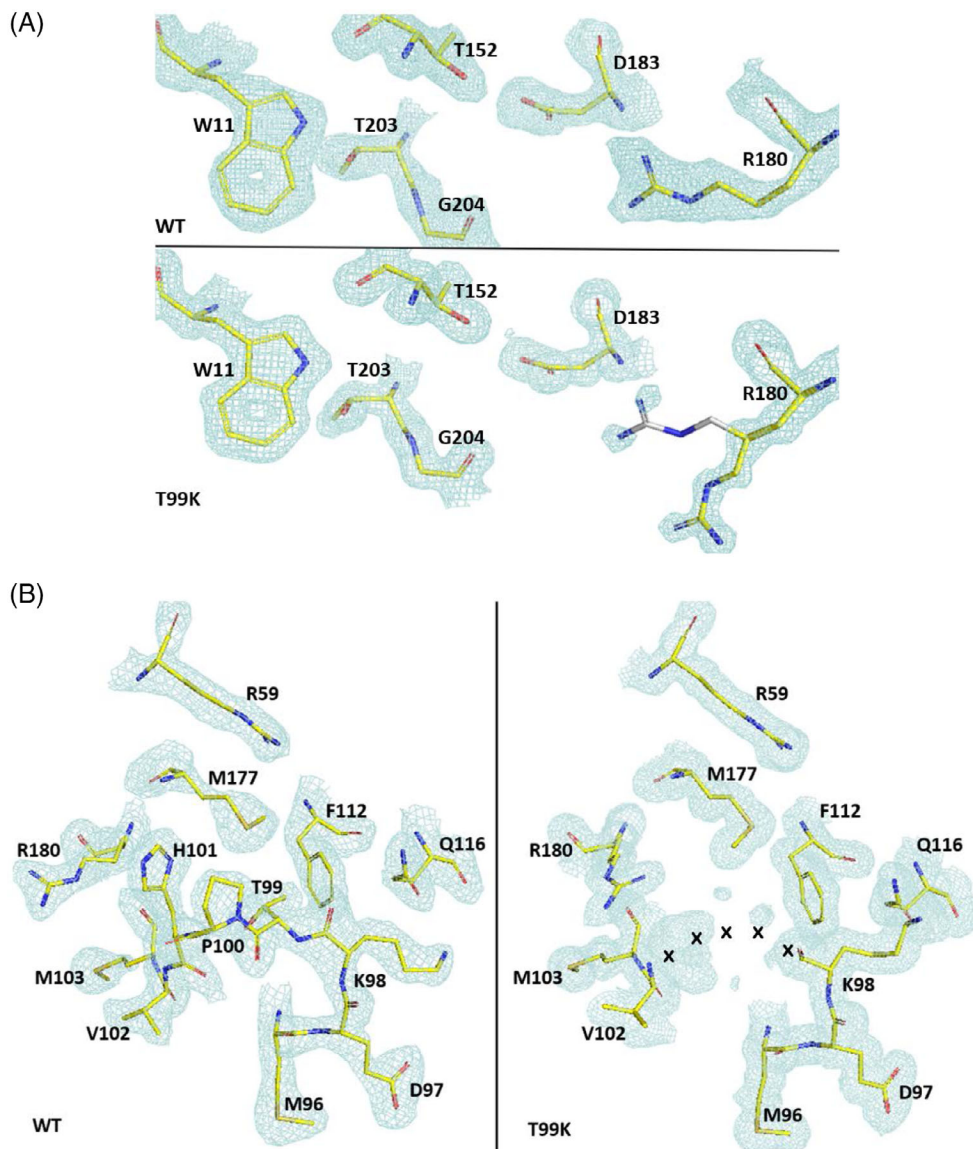 (A)
T152
D183
W11
T203
R180
G204
WT
T152
D183
W11
T203
R180
G204
T99K
(B)
R59
M177
F112
R180
H101
Q116
T99
P100
M103
K98
V102
D97
M96
WT
R59
M177
F112
R180
Q116
X X X X X
M103
K98
V102
D97
M96
T99K